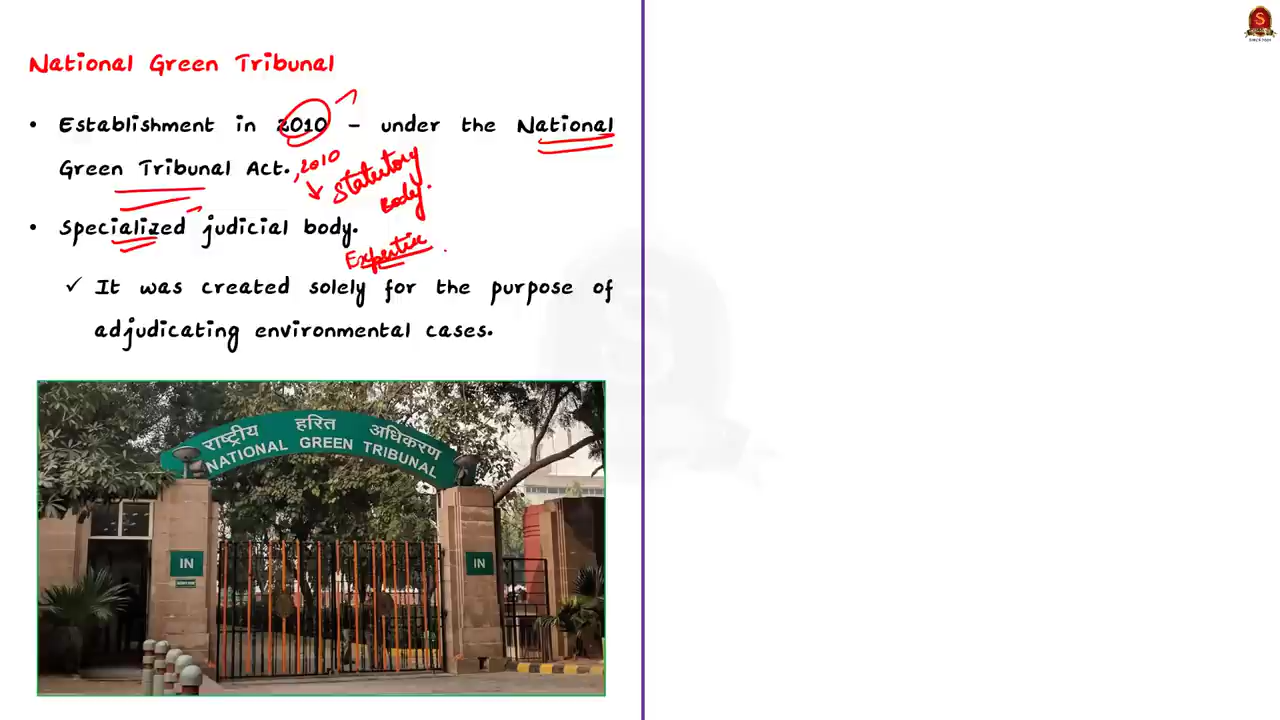 National Green Tribunal
• Establishment in 2010 – under the National
Green Tribunal Act.
, 2010
Statutory
Body.
• Specialized judicial body.
Expertise
✓ It was created solely for the purpose of
adjudicating environmental cases.
राष्ट्रीय हरित अधिकरण
NATIONAL GREEN TRIBUNAL
IN
IN
S
S